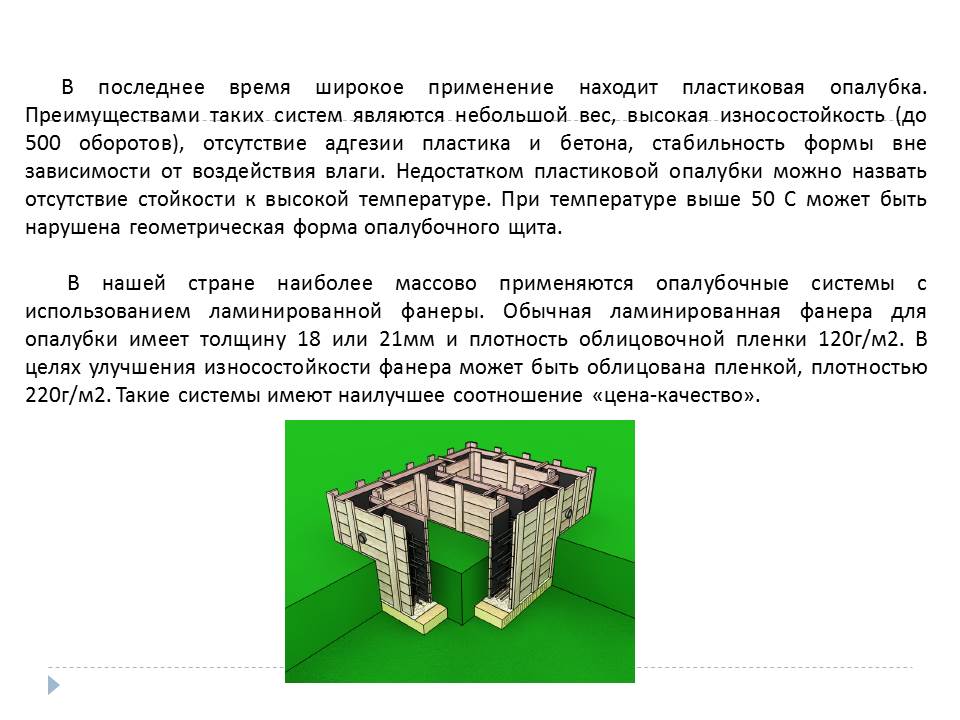 В последнее время широкое применение находит пластиковая опалубка.
Преимуществами таких систем являются небольшой вес, высокая износостойкость (до
500 оборотов), отсутствие адгезии пластика и бетона, стабильность формы вне
зависимости от воздействия влаги. Недостатком пластиковой опалубки можно назвать
отсутствие стойкости к высокой температуре. При температуре выше 50 С может быть
нарушена геометрическая форма опалубочного щита.
В нашей стране наиболее массово применяются опалубочные системы с
использованием ламинированной фанеры. Обычная ламинированная фанера для
опалубки имеет толщину 18 или 21мм и плотность облицовочной пленки 120г/м2. В
целях улучшения износостойкости фанера может быть облицована пленкой, плотностью
220г/м2. Такие системы имеют наилучшее соотношение «цена-качество».